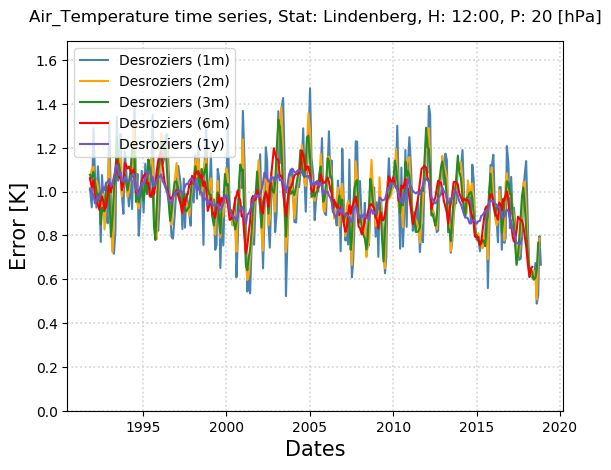 Air_Temperature time series, Stat: Lindenberg, H: 12:00, P: 20 [hPa]
Error [K]
1.6
1.4
1.2
1.0
0.8
0.6
0.4
0.2
0.0
Desroziers (1m)
Desroziers (2m)
Desroziers (3m)
Desroziers (6m)
Desroziers (1y)
1995
2000
2005
2010
2015
2020
Dates